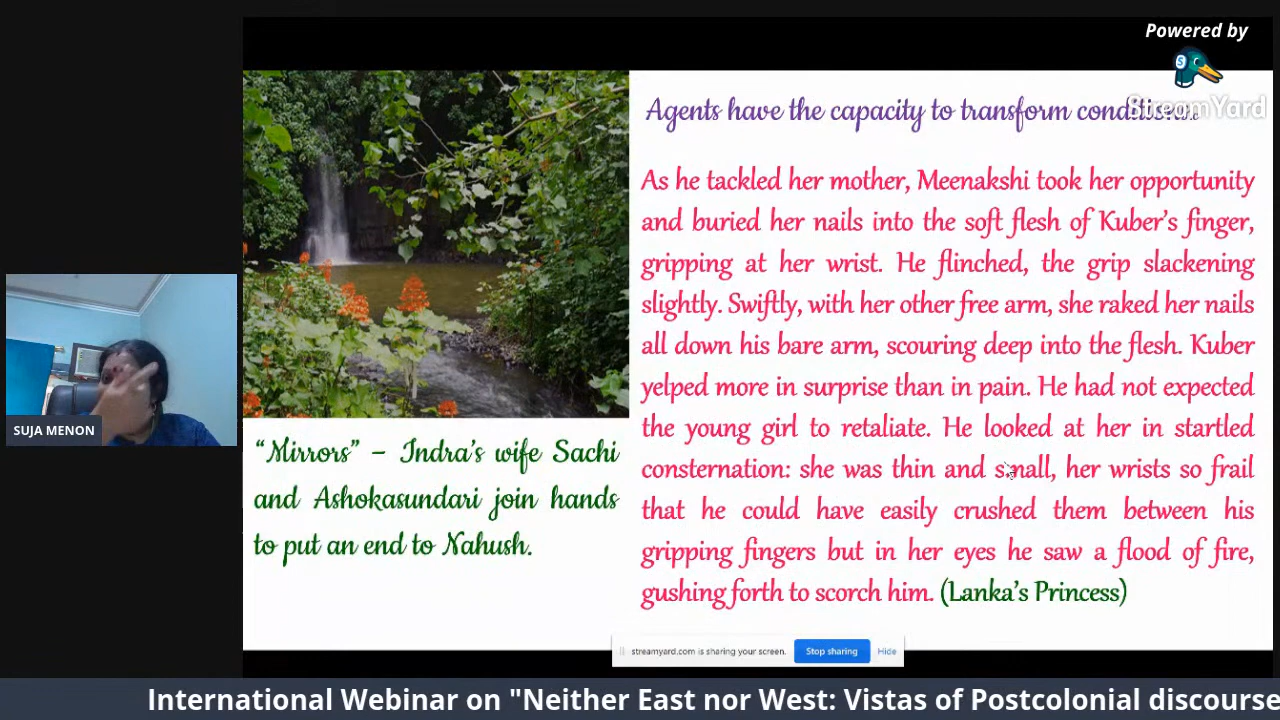 Powered by
StreamYard
Agents have the capacity to transform
As he tackled her mother, Meenakshi took her opportunity
and buried her nails into the soft flesh of Kuber's finger,
gripping at her wrist. He flinched, the grip slackening
slightly. Swiftly, with her other free arm, she raked her nails
all down his bare arm, scouring deep into the flesh. Kuber
yelped more in surprise than in pain. He had not expected
the young girl to retaliate. He looked at her in startled
consternation: she was thin and small, her wrists so frail
that he could have easily crushed them between his
gripping fingers but in her eyes he saw a flood of fire,
gushing forth to scorch him. (Lanka's Princess)
"Mirrors" – Indra's wife Sachi
and Ashokasundari join hands
to put an end to Nahush.
SUJA MENON
streamyard.com is sharing your screen. Stop sharing Hide
International Webinar on "Neither East nor West: Vistas of Postcolonial discourse